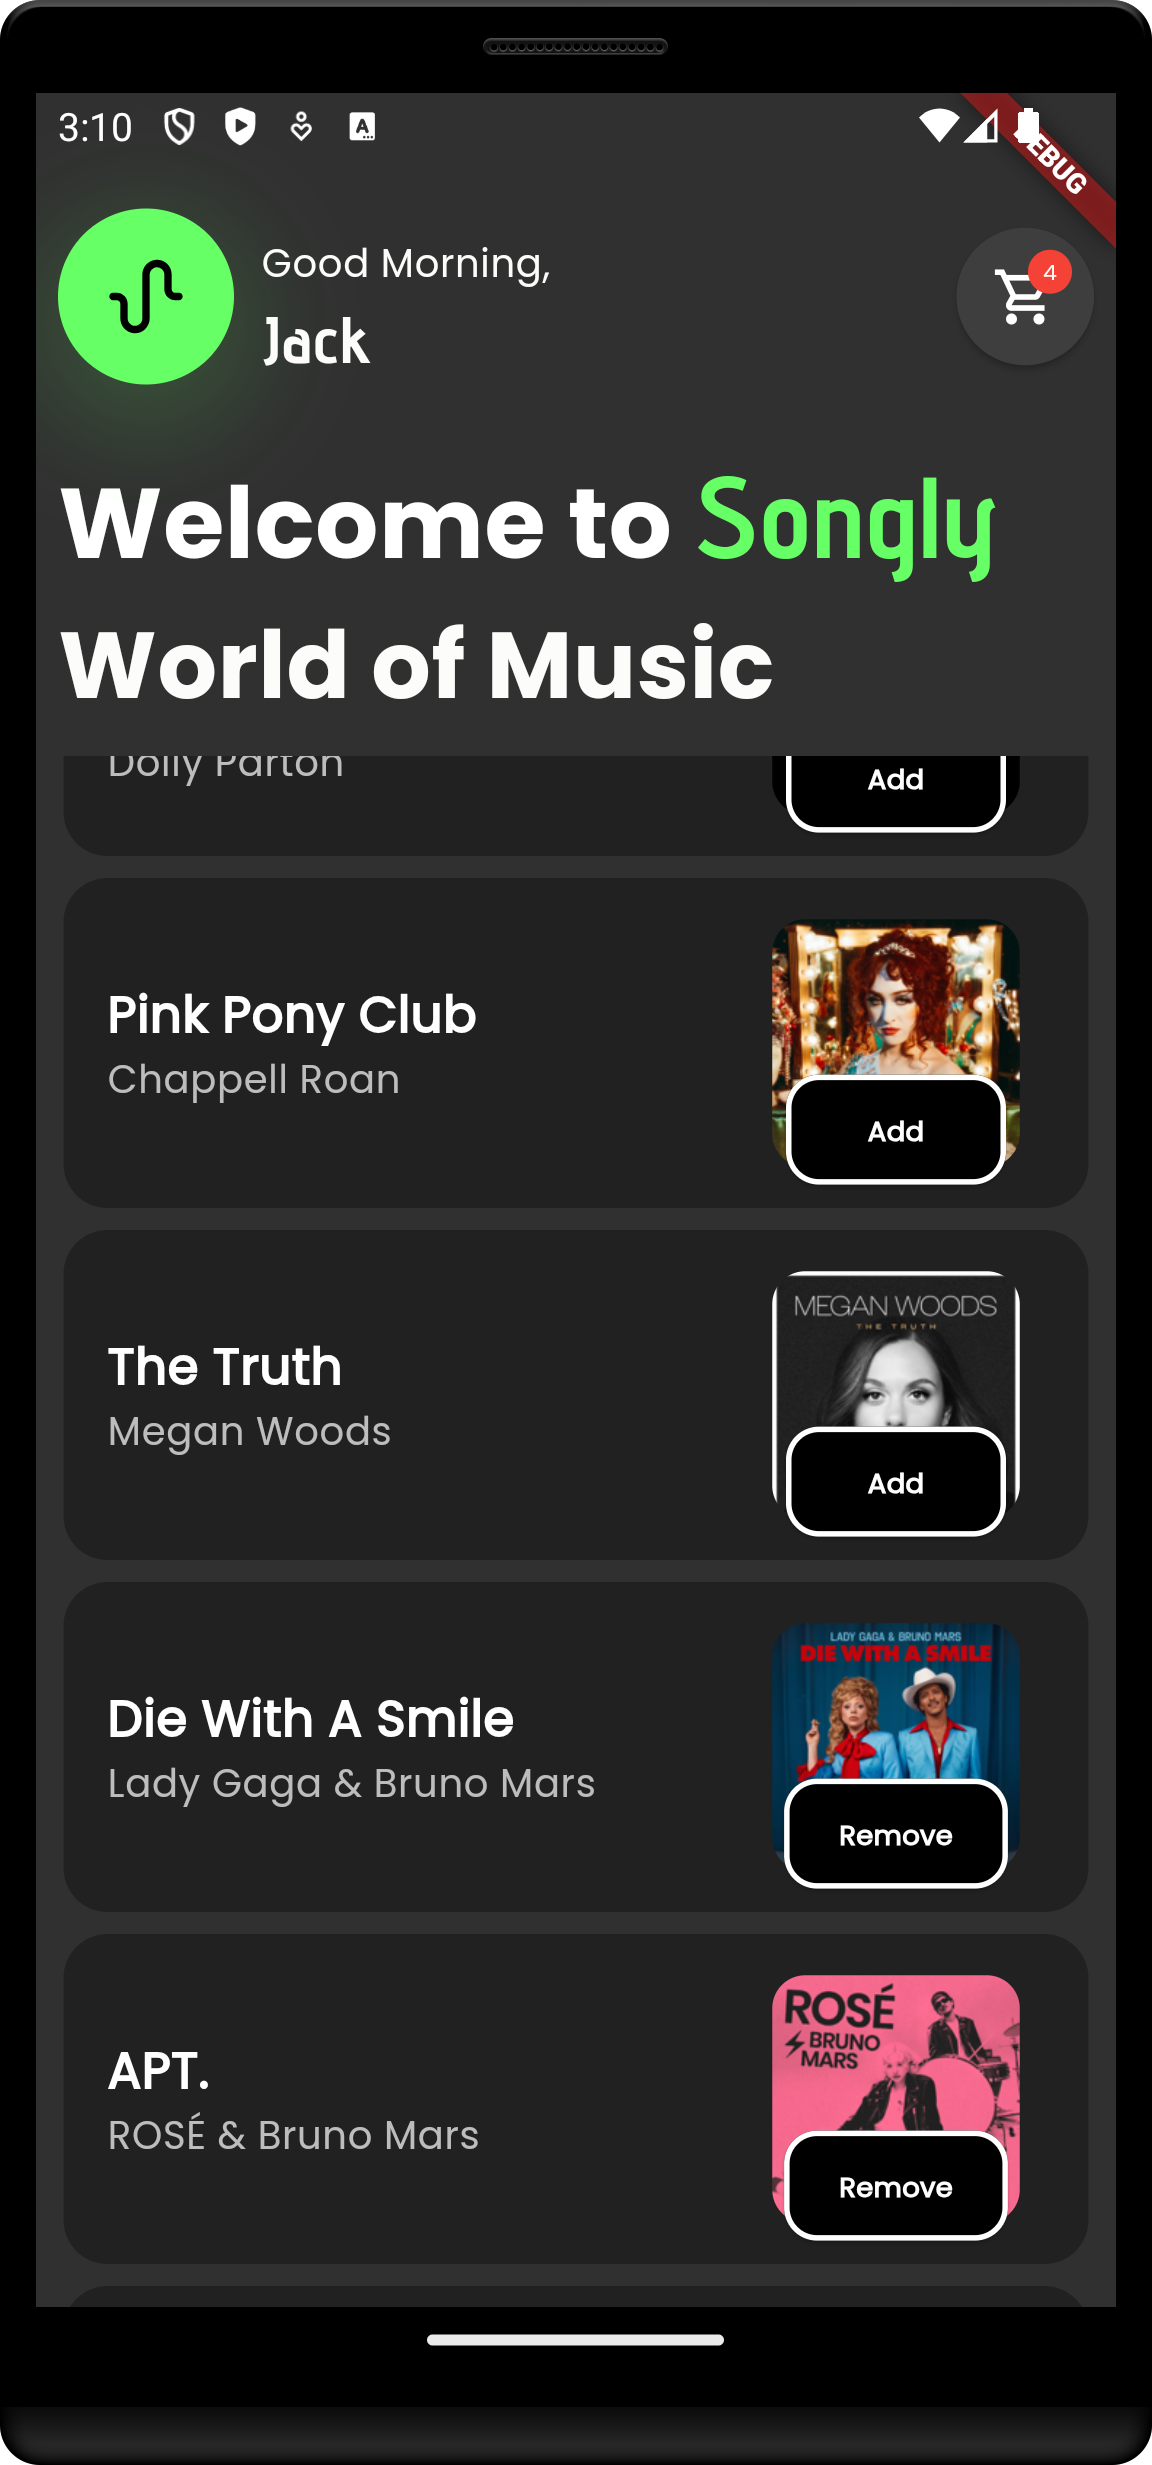 3:10
A
DEBUG
Good Morning,
Jack
4
Welcome to Songly
World of Music
Dolly Parton
Add
Pink Pony Club
Chappell Roan
Add
MEGAN WOODS
THE TRUTH
The Truth
Megan Woods
Add
LADY GAGA & BRUNO MARS
DIE WITH A SMILE
Die With A Smile
Lady Gaga & Bruno Mars
Remove
ROSÉ
BRUNO
MARS
APT.
ROSÉ & Bruno Mars
Remove